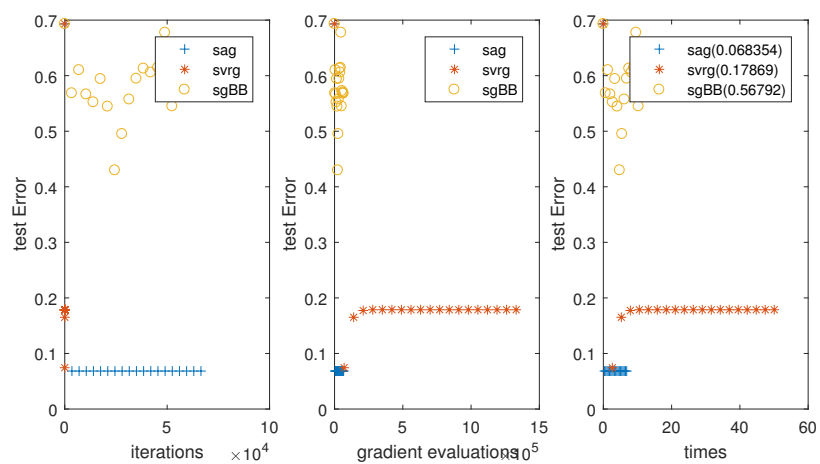 0.7
0.6
0.5
0.4
0.3
0.2
0.1
0
test Error
0 5 10
iterations ×10^4
sag
svrg
sgBB
0.7
0.6
0.5
0.4
0.3
0.2
0.1
0
test Error
0 5 10 15
gradient evaluations ×10^5
sag
svrg
sgBB
0.7
0.6
0.5
0.4
0.3
0.2
0.1
0
test Error
0 20 40 60
times
sag(0.068354)
svrg(0.17869)
sgBB(0.56792)